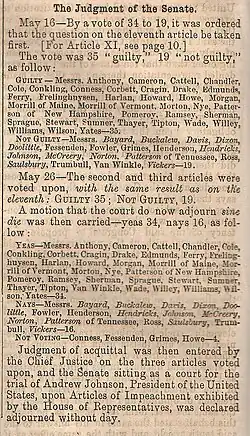 The Judgment of the Senate.
May 16—By a vote of 34 to 19, it was ordered
that the question on the eleventh article be taken
first. [For Article XI, see page 10.]
The vote was 35 "guilty," 19 "not guilty,"
as follow:
GUILTY—Messrs. Anthony, Cameron, Cattell, Chandler,
Cole, Conkling, Conness, Corbett, Cragin, Drake, Edmunds,
Ferry, Frelinghuysen, Harlan, Howard, Howe, Morgan,
Morrill of Maine, Morrill of Vermont, Morton, Nye, Patter-
son of New Hampshire, Pomeroy, Ramsey, Sherman,
Sprague, Stewart, Sumner, Thayer, Tipton, Wade, Willey,
Williams, Wilson, Yates—35.
NOT GUILTY—Messrs. Bayard, Buckalew, Davis, Dixon,
Doolittle, Fessenden, Fowler, Grimes, Henderson, Hendricks,
Johnson, McCreery, Norton, Patterson of Tennessee, Ross,
Saulsbury, Trumbull, Van Winkle, Vickers—19.
May 26—The second and third articles were
voted upon, with the same result as on the
eleventh: GUILTY 35; NOT GUILTY, 19.
A motion that the court do now adjourn sine
die was then carried—yeas 34, nays 16, as fol-
low:
YEAS—Messrs. Anthony, Cameron, Cattell, Chandler, Cole,
Conkling, Corbett, Cragin, Drake, Edmunds, Ferry, Freling-
huysen, Harlan, Howard, Morgan, Morrill of Maine, Mor-
rill of Vermont, Morton, Nye, Patterson of New Hampshire,
Pomeroy, Ramsey, Sherman, Sprague, Stewart, Sumner,
Thayer, Tipton, Van Winkle, Wade, Willey, Williams, Wil-
son, Yates—34.
NAYS—Messrs. Bayard, Buckalew, Davis, Dixon, Doo-
little, Fowler, Henderson, Hendricks, Johnson, McCreery,
Norton, Patterson of Tennessee, Ross, Saulsbury, Trum-
bull, Vickers—16.
NOT VOTING—Conness, Fessenden, Grimes, Howe—4.
Judgment of acquittal was then entered by
the Chief Justice on the three articles voted
upon, and the Senate sitting as a court for the
trial of Andrew Johnson, President of the
United States, upon Articles of Impeachment exhibited
by the House of Representatives, was declared
adjourned without day.